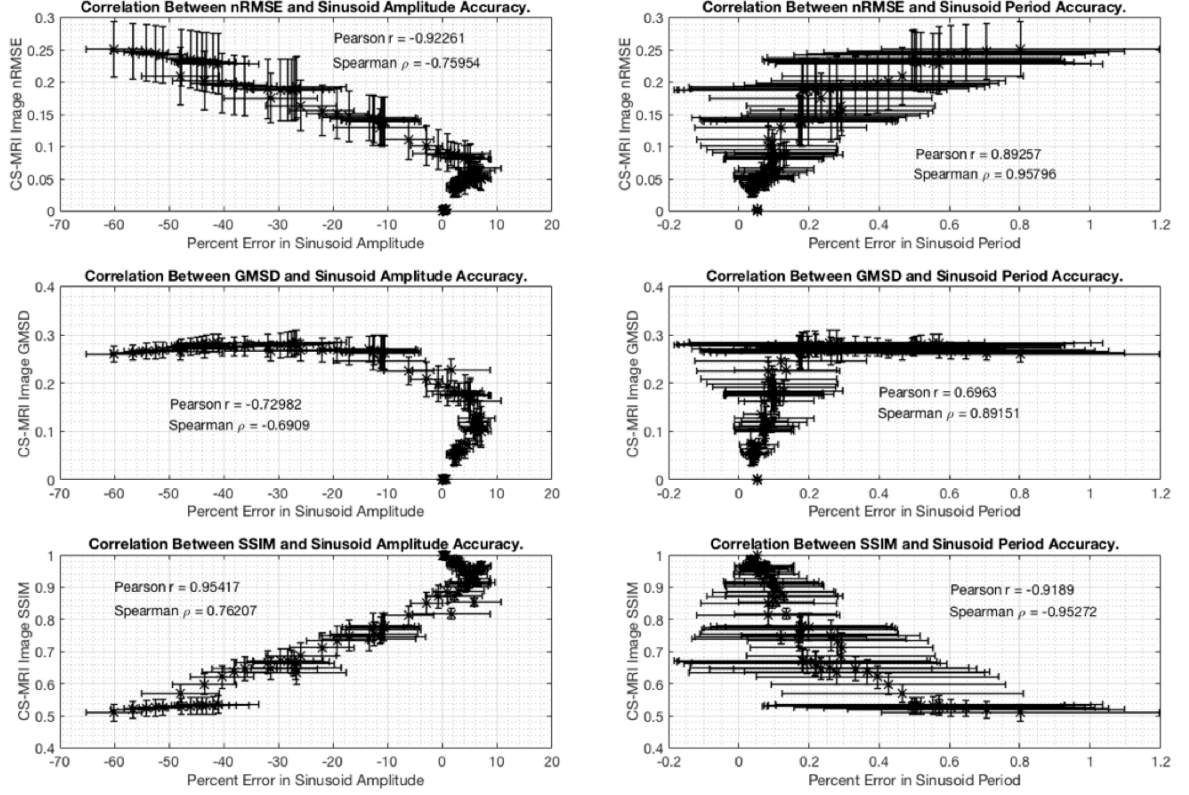 Correlation Between nRMSE and Sinusoid Amplitude Accuracy.
0.3
0.25
0.2
0.15
0.1
0.05
0
CS-MRI Image nRMSE
Pearson r = -0.92261
Spearman ρ = -0.75954
-70 -60 -50 -40 -30 -20 -10 0 10 20
Percent Error in Sinusoid Amplitude
Correlation Between nRMSE and Sinusoid Period Accuracy.
0.3
0.25
0.2
0.15
0.1
0.05
0
CS-MRI Image nRMSE
Pearson r = 0.89257
Spearman ρ = 0.95796
-0.2 0 0.2 0.4 0.6 0.8 1 1.2
Percent Error in Sinusoid Period
Correlation Between GMSD and Sinusoid Amplitude Accuracy.
0.4
0.3
0.2
0.1
0
CS-MRI Image GMSD
Pearson r = -0.72982
Spearman ρ = -0.6909
-70 -60 -50 -40 -30 -20 -10 0 10 20
Percent Error in Sinusoid Amplitude
Correlation Between GMSD and Sinusoid Period Accuracy.
0.4
0.3
0.2
0.1
0
CS-MRI Image GMSD
Pearson r = 0.6963
Spearman ρ = 0.89151
-0.2 0 0.2 0.4 0.6 0.8 1 1.2
Percent Error in Sinusoid Period
Correlation Between SSIM and Sinusoid Amplitude Accuracy.
1
0.9
0.8
0.7
0.6
0.5
0.4
CS-MRI Image SSIM
Pearson r = 0.95417
Spearman ρ = 0.76207
-70 -60 -50 -40 -30 -20 -10 0 10 20
Percent Error in Sinusoid Amplitude
Correlation Between SSIM and Sinusoid Period Accuracy.
1
0.9
0.8
0.7
0.6
0.5
0.4
CS-MRI Image SSIM
Pearson r = -0.9189
Spearman ρ = -0.95272
-0.2 0 0.2 0.4 0.6 0.8 1 1.2
Percent Error in Sinusoid Period